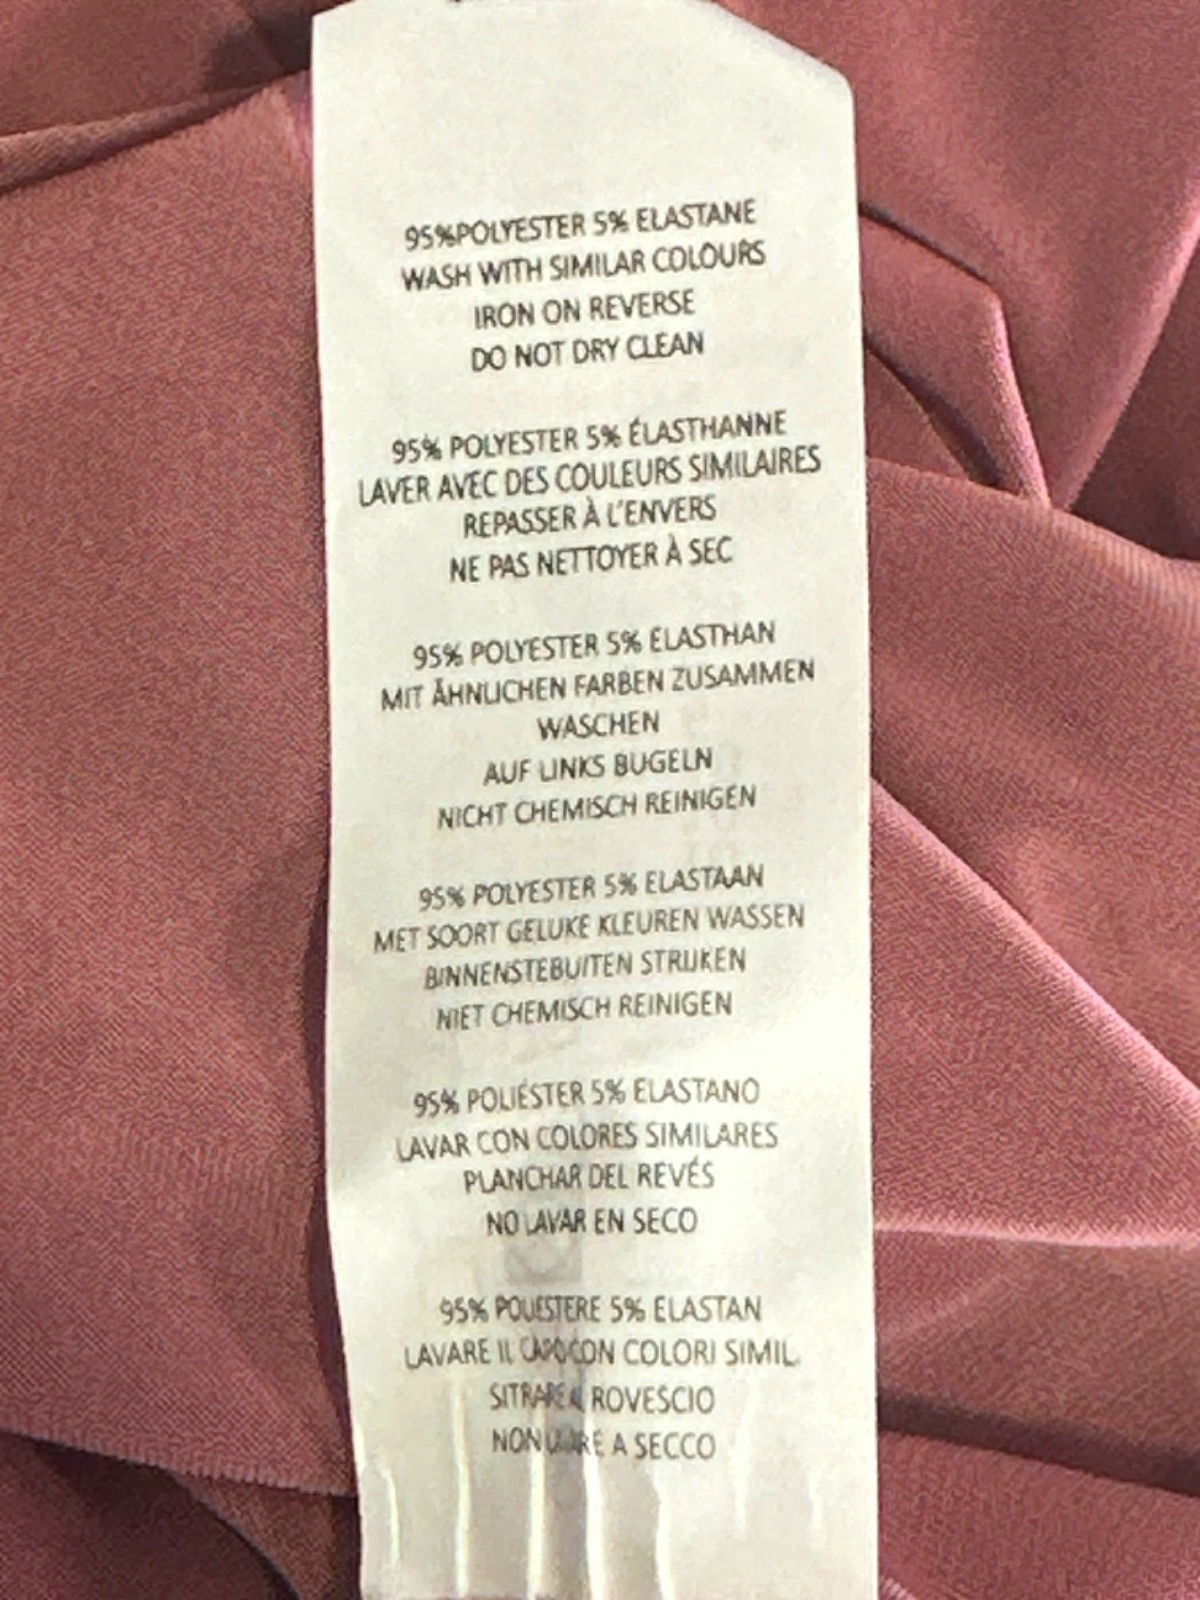 95%POLYESTER 5% ELASTANE
WASH WITH SIMILAR COLOURS
IRON ON REVERSE
DO NOT DRY CLEAN
95% POLYESTER 5% ÉLASTHANNE
LAVER AVEC DES COULEURS SIMILAIRES
REPASSER À L'ENVERS
NE PAS NETTOYER À SEC
95% POLYESTER 5% ELASTHAN
MIT ÄHNLICHEN FARBEN ZUSAMMEN
WASCHEN
AUF LINKS BUGELN
NICHT CHEMISCH REINIGEN
95% POLYESTER 5% ELASTAAN
MET SOORT GELIJKE KLEUREN WASSEN
BINNENSTEBUITEN STRIJKEN
NIET CHEMISCH REINIGEN
95% POLIÉSTER 5% ELASTANO
LAVAR CON COLORES SIMILARES
PLANCHAR DEL REVÉS
NO LAVAR EN SECO
95% POLIESTERE 5% ELASTAN
LAVARE IL CAPO CON COLORI SIMIL
ROVESCIO
NON A SECCO